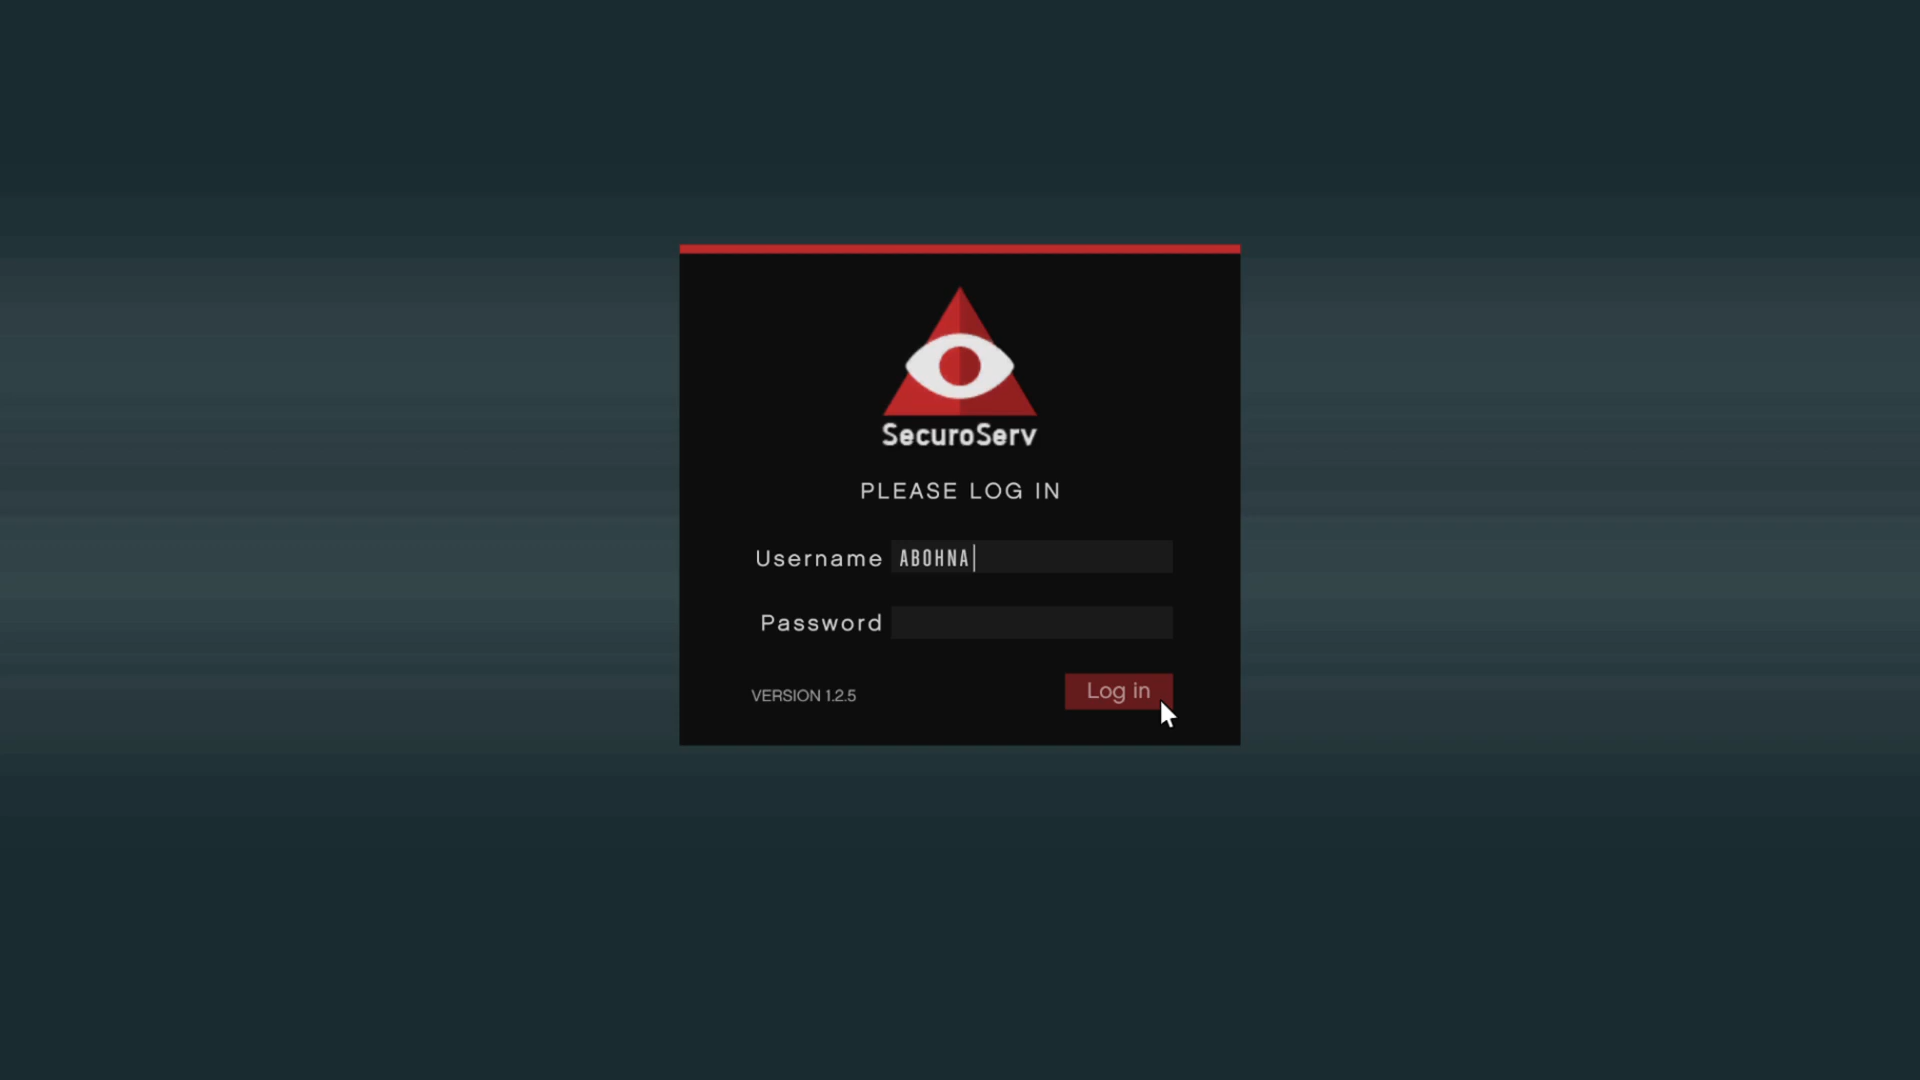 SecuroServ
PLEASE LOG IN
Username ABOHNA
Password
VERSION 1.2.5 Log in